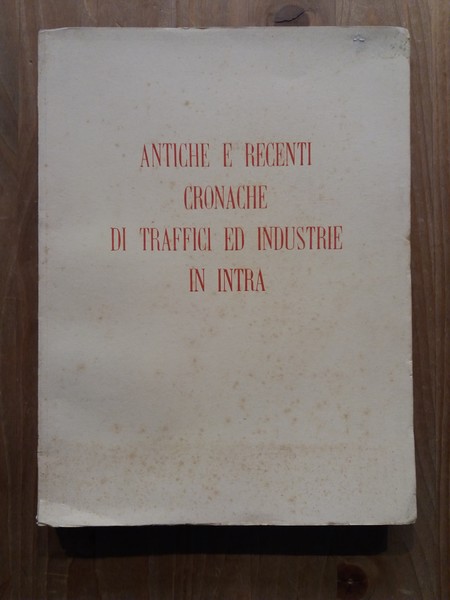 ANTICHE E RECENTI
CRONACHE
DI TRAFFICI ED INDUSTRIE
IN INTRA